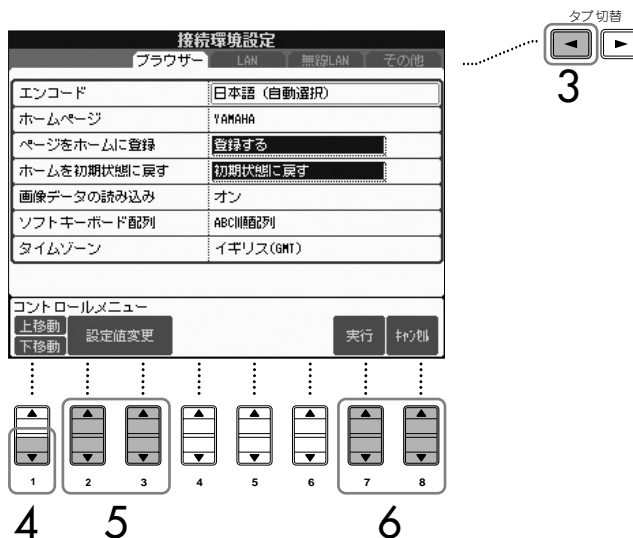 タブ切替
接続環境設定
ブラウザー LAN 無線LAN その他
3
エンコード 日本語（自動選択）
ホームページ YAMAHA
ページをホームに登録 登録する
ホームを初期状態に戻す 初期状態に戻す
画像データの読み込み オン
ソフトキーボード配列 ABC順配列
タイムゾーン イギリス(GMT)
コントロールメニュー
上移動 設定値変更 実行 ｷｬﾝｾﾙ
下移動
1 2 3 4 5 6 7 8
4 5 6